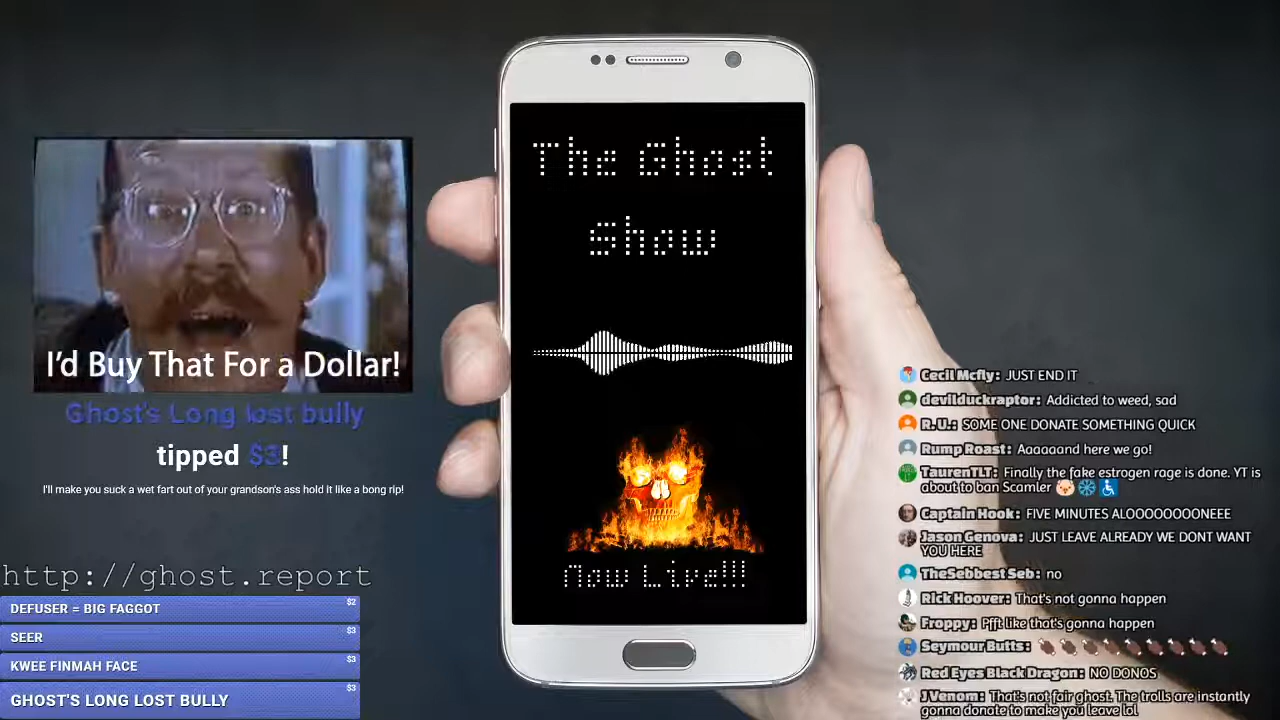 The Ghost
Show
Now Live!!!
I'd Buy That For a Dollar!
Ghost's Long lost bully
tipped $3!
I'll make you suck a wet fart out of your grandson's ass hold it like a bong rip!
http://ghost.report
DEFUSER = BIG FAGGOT $2
SEER $3
KWEE FINMAH FACE $3
GHOST'S LONG LOST BULLY $3
Cecil Mcfly: JUST END IT
devilduckraptor: Addicted to weed, sad
R. U.: SOME ONE DONATE SOMETHING QUICK
Rump Roast: Aaaaand here we go!
TaurenTLT: Finally the fake estrogen rage is done. YT is
about to ban Scamler
Captain Hook: FIVE MINUTES ALOOOOOOOONEEE
Jason Genova: JUST LEAVE ALREADY WE DONT WANT
YOU HERE
TheSebbest Seb: no
Rick Hoover: That's not gonna happen
Froppy: Pfft like that's gonna happen
Seymour Butts:
Red Eyes Black Dragon: NO DONOS
J Venom: That's not fair ghost. The trolls are instantly
gonna donate to make you leave lol